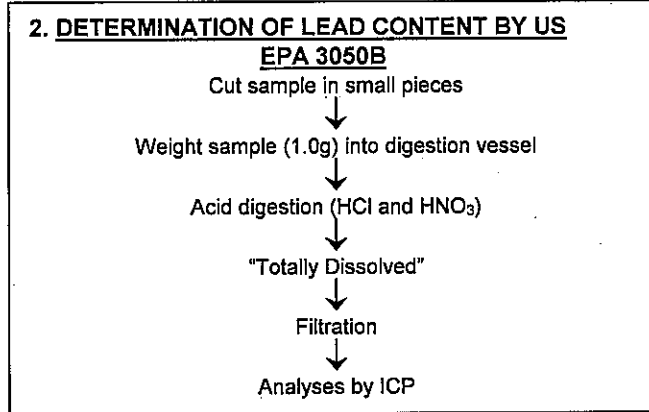 2. DETERMINATION OF LEAD CONTENT BY US
EPA 3050B
Cut sample in small pieces
Weight sample (1.0g) into digestion vessel
Acid digestion (HCl and HNO₃)
"Totally Dissolved"
Filtration
Analyses by ICP